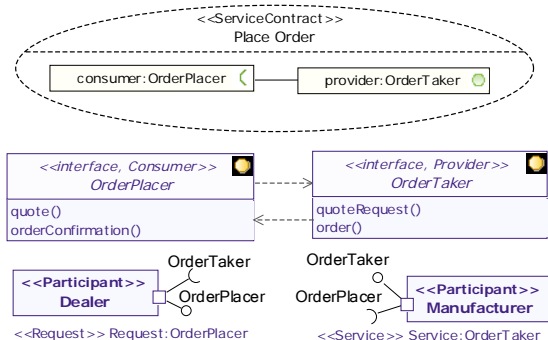 <<ServiceContract>>
Place Order
consumer:OrderPlacer
provider:OrderTaker
<<interface, Consumer>>
OrderPlacer
quote()
orderConfirmation()
<<interface, Provider>>
OrderTaker
quoteRequest()
order()
OrderTaker
<<Participant>>
Dealer
OrderPlacer
<<Request>> Request:OrderPlacer
OrderTaker
OrderPlacer
<<Participant>>
Manufacturer
<<Service>> Service:OrderTaker